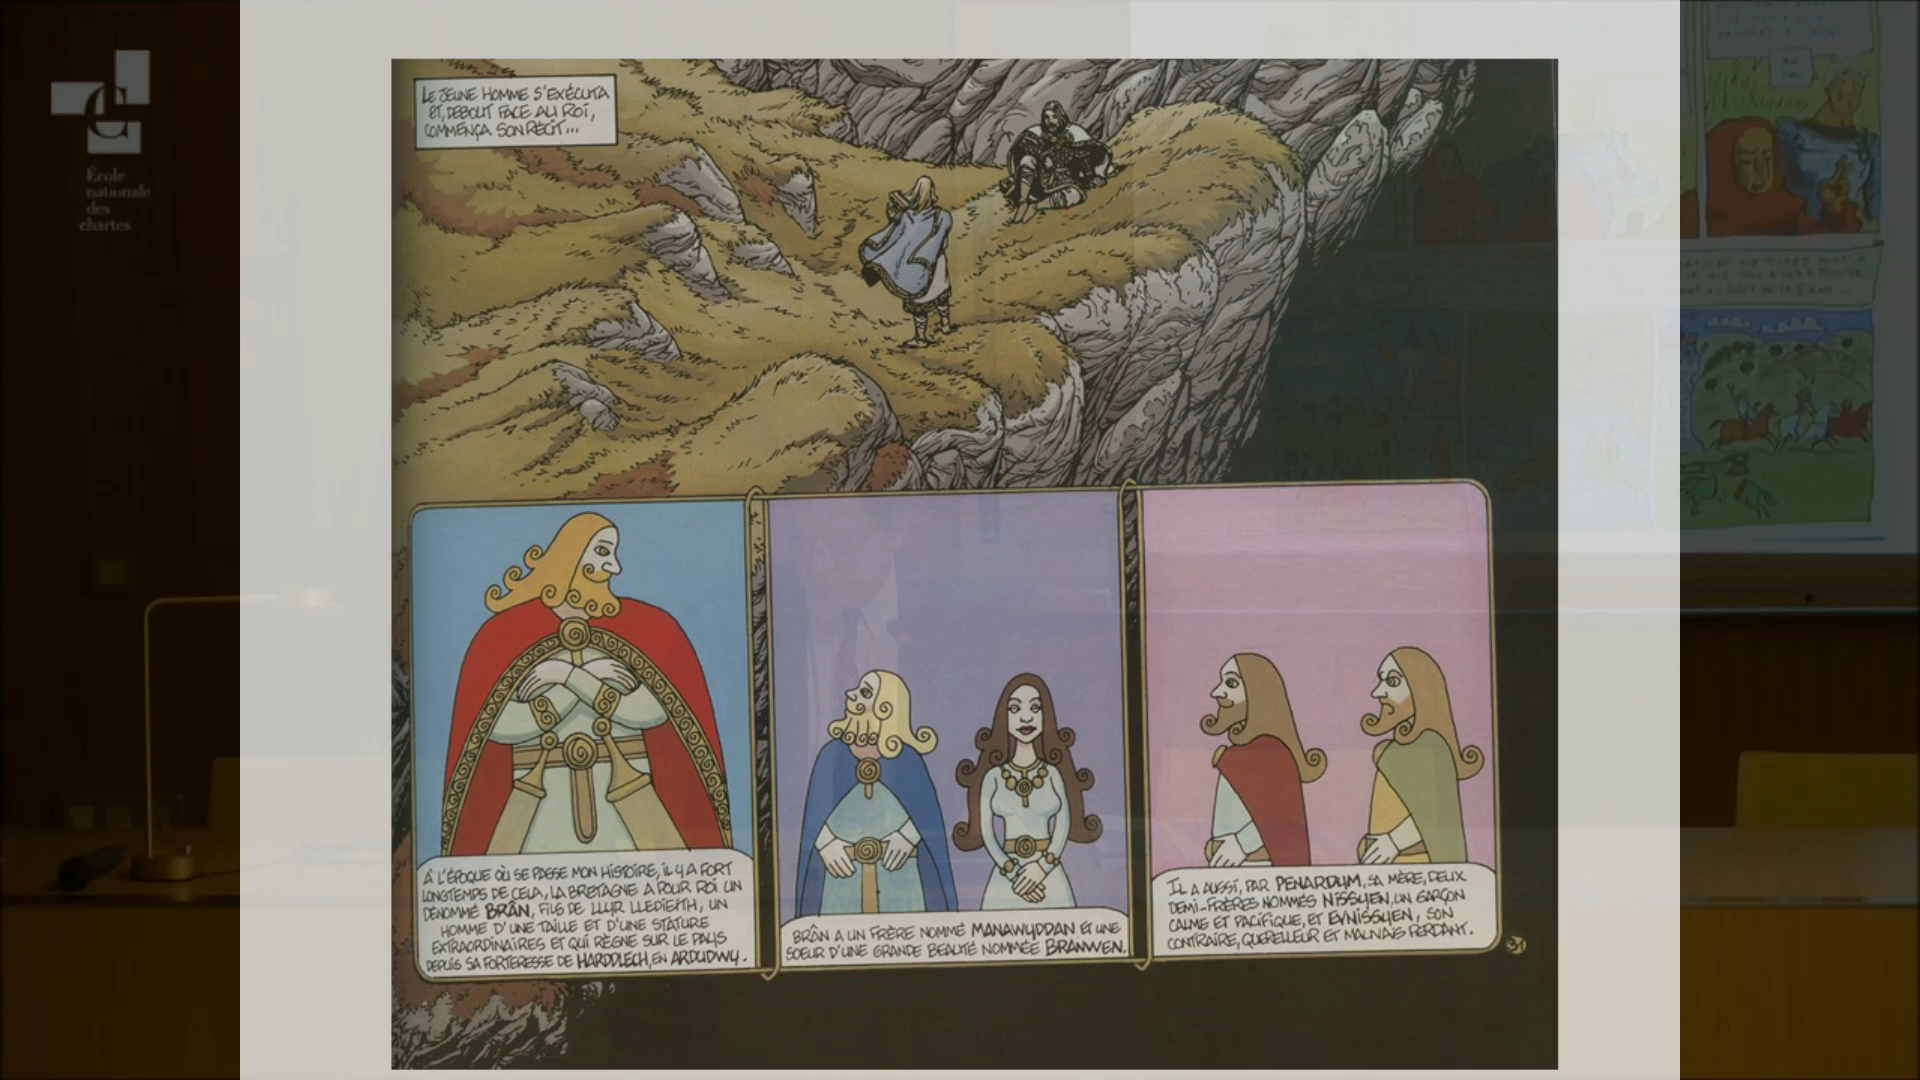 École
nationale
des
chartes
LE JEUNE HOMME S'EXÉCUTA
ET, DEBOUT FACE AU ROI,
COMMENÇA SON RÉCIT...
À L'ÉPOQUE OÙ SE PASSE MON HISTOIRE, IL Y A FORT
LONGTEMPS DE CELA, LA BRETAGNE A POUR ROI UN
DÉNOMMÉ BRÂN, FILS DE LLYR LLEDIEITH, UN
HOMME D'UNE TAILLE ET D'UNE STATURE
EXTRAORDINAIRES ET QUI RÈGNE SUR LE PAYS
DEPUIS SA FORTERESSE DE HARDDLECH, EN ARDUDWY.
BRÂN A UN FRÈRE NOMMÉ MANAWYDDAN ET UNE
SOEUR D'UNE GRANDE BEAUTÉ NOMMÉE BRANWEN.
IL A AUSSI, PAR PENARDYM, SA MÈRE, DEUX
DEMI-FRÈRES NOMMÉS NISSYEN, UN GARÇON
CALME ET PACIFIQUE, ET EVNISSYEN, SON
CONTRAIRE, QUERELLEUR ET MAUVAIS PERDANT.
31